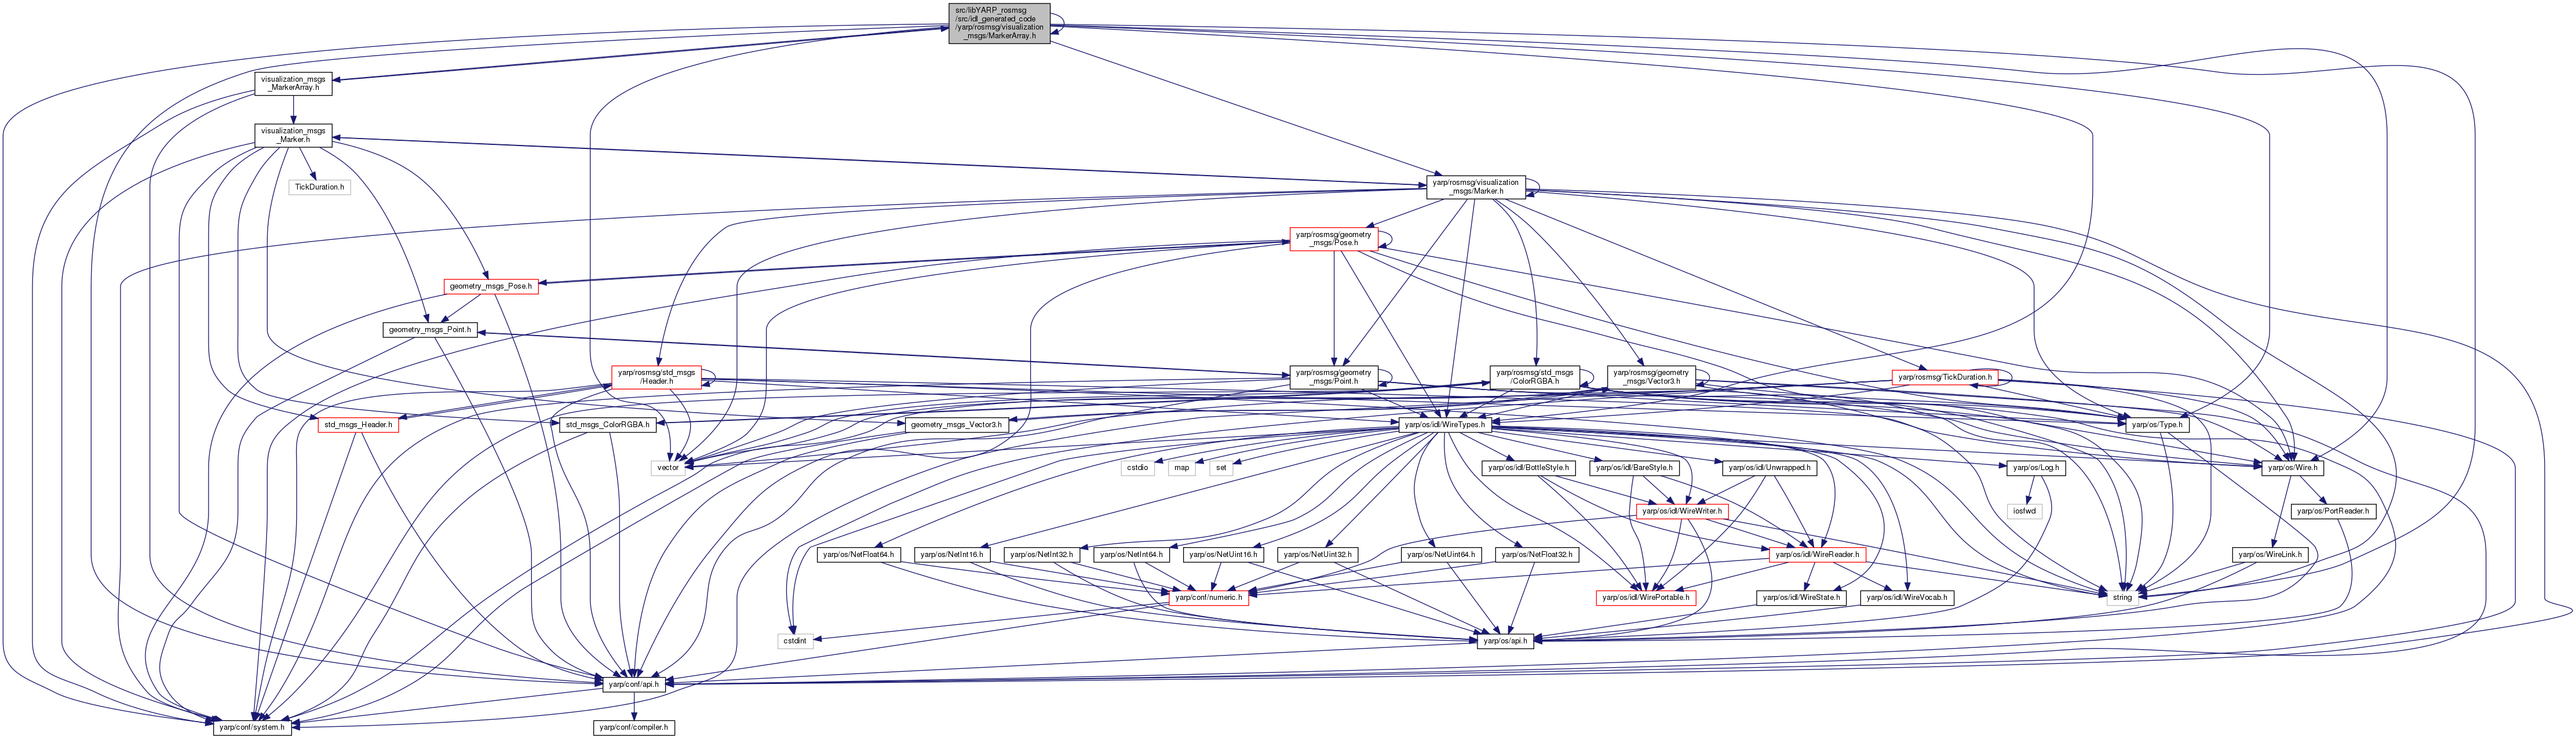 src/libYARP_rosmsg
/src/idl_generated_code
/yarp/rosmsg/visualization
_msgs/MarkerArray.h
visualization_msgs
_MarkerArray.h
visualization_msgs
_Marker.h
TickDuration.h
yarp/rosmsg/visualization
_msgs/Marker.h
yarp/rosmsg/geometry
_msgs/Pose.h
geometry_msgs_Pose.h
geometry_msgs_Point.h
yarp/rosmsg/std_msgs
/Header.h
yarp/rosmsg/geometry
_msgs/Point.h
yarp/rosmsg/std_msgs
/ColorRGBA.h
yarp/rosmsg/geometry
_msgs/Vector3.h
yarp/rosmsg/TickDuration.h
std_msgs_Header.h
std_msgs_ColorRGBA.h
geometry_msgs_Vector3.h
yarp/os/idl/WireTypes.h
yarp/os/Type.h
vector
cstdio
map
set
yarp/os/idl/BottleStyle.h
yarp/os/idl/BareStyle.h
yarp/os/idl/Unwrapped.h
yarp/os/Log.h
yarp/os/Wire.h
yarp/os/idl/WireWriter.h
iosfwd
yarp/os/PortReader.h
yarp/os/NetFloat64.h
yarp/os/NetInt16.h
yarp/os/NetInt32.h
yarp/os/NetInt64.h
yarp/os/NetUint16.h
yarp/os/NetUint32.h
yarp/os/NetUint64.h
yarp/os/NetFloat32.h
yarp/os/idl/WireReader.h
yarp/os/WireLink.h
yarp/conf/numeric.h
yarp/os/idl/WirePortable.h
yarp/os/idl/WireState.h
yarp/os/idl/WireVocab.h
string
cstdint
yarp/os/api.h
yarp/conf/api.h
yarp/conf/system.h
yarp/conf/compiler.h